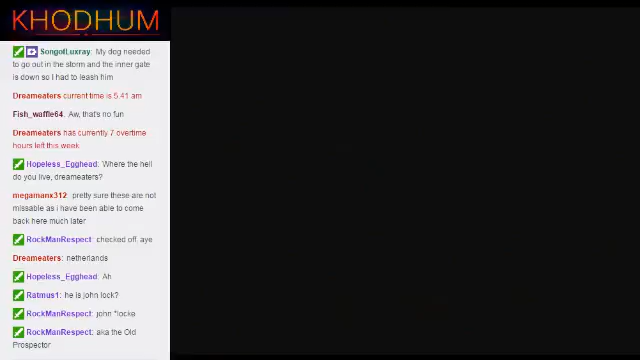 KHODHUM
SongofLuxray: My dog needed
to go out in the storm and the inner gate
is down so I had to leash him
Dreameaters current time is 5.41 am
Fish_waffle64: Aw, that's no fun
Dreameaters has currently 7 overtime
hours left this week
Hopeless_Egghead: Where the hell
do you live, dreameaters?
megamanx312: pretty sure these are not
missable as i have been able to come
back here much later
RockManRespect: checked off, aye
Dreameaters: netherlands
Hopeless_Egghead: Ah
Ratmus1: he is john lock?
RockManRespect: john *locke
RockManRespect: aka the Old
Prospector